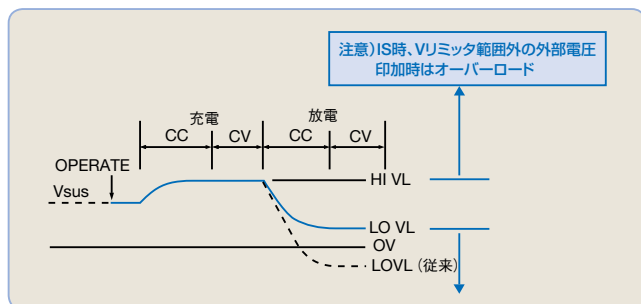 注意）IS時、Vリミッタ範囲外の外部電圧
印加時はオーバーロード
充電
放電
CC
CV
CC
CV
OPERATE
Vsus
HI VL
LO VL
OV
LOVL（従来）